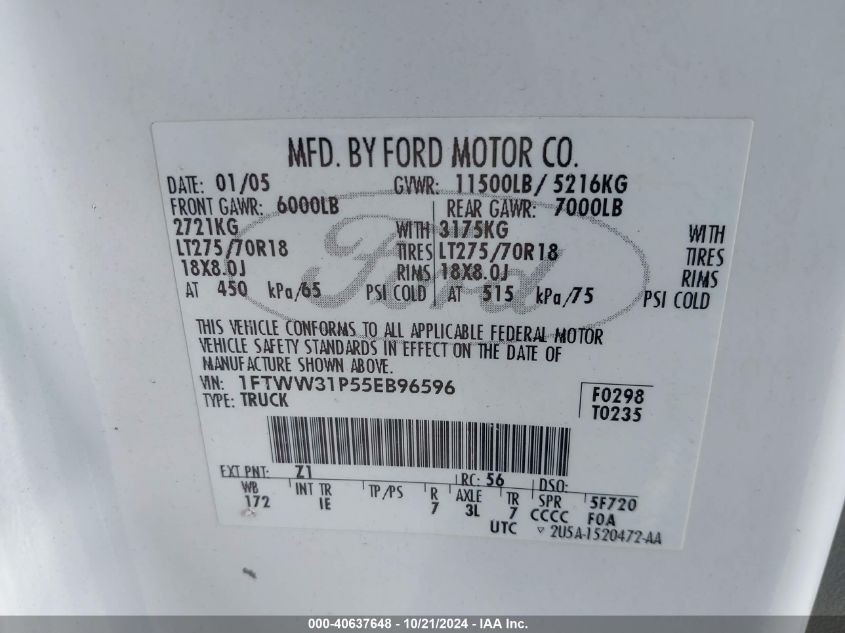 MFD. BY FORD MOTOR CO.
DATE: 01/05 GVWR: 11500LB/ 5216KG
FRONT GAWR: 6000LB REAR GAWR: 7000LB
2721KG WITH 3175KG WITH
LT275/70R18 TIRES LT275/70R18 TIRES
18X8.0J RIMS 18X8.0J RIMS
AT 450 kPa/65 PSI COLD AT 515 kPa/75 PSI COLD
Ford
THIS VEHICLE CONFORMS TO ALL APPLICABLE FEDERAL MOTOR
VEHICLE SAFETY STANDARDS IN EFFECT ON THE DATE OF
MANUFACTURE SHOWN ABOVE.
VIN: 1FTWW31P55EB96596
TYPE: TRUCK
F0298
T0235
EXT PNT: Z1 RC: 56 DSO:
WB INT TR TP/PS R AXLE TR SPR 5F720
172 IE 7 3L 7 CCCC F0A
UTC ▽ 2U5A-1520472-AA
000-40637648 - 10/21/2024 - IAA Inc.